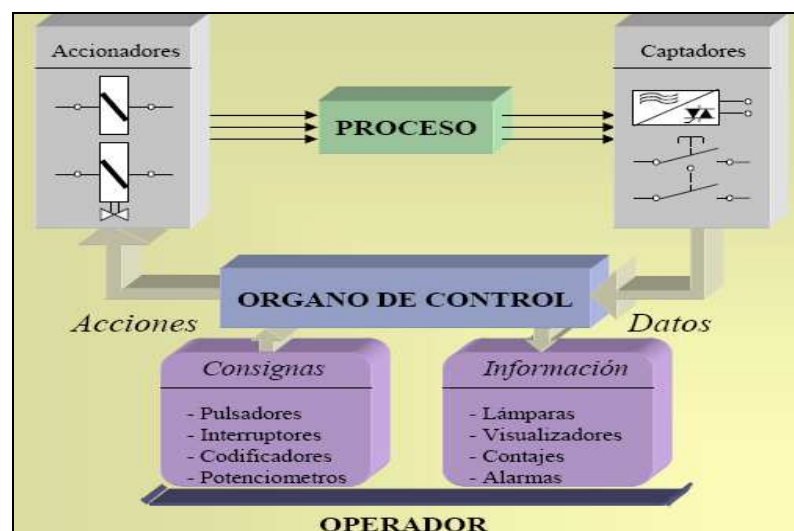 Accionadores
Captadores
PROCESO
ORGANO DE CONTROL
Acciones
Datos
Consignas
- Pulsadores
- Interruptores
- Codificadores
- Potenciometros
Información
- Lámparas
- Visualizadores
- Contajes
- Alarmas
OPERADOR